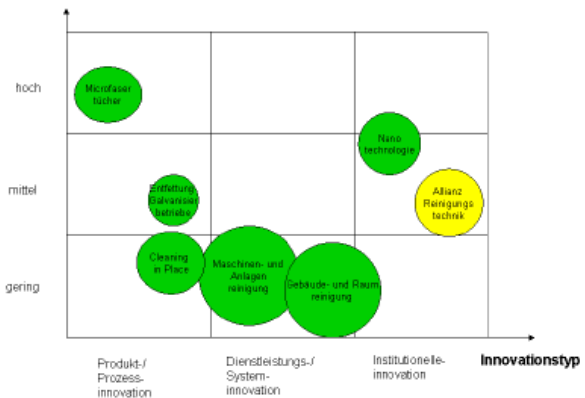 hoch
Microfaser
tücher
Nano
technologie
mittel
Entfettung
Galvanisier
betriebe
Allianz
Reinigungs
technik
Cleaning
in Place
Maschinen- und
Anlagen
reinigung
Gebäude- und Raum
reinigung
gering
Produkt-/
Prozess-
innovation
Dienstleistungs-/
System-
innovation
Institutionelle-
innovation
Innovationstyp